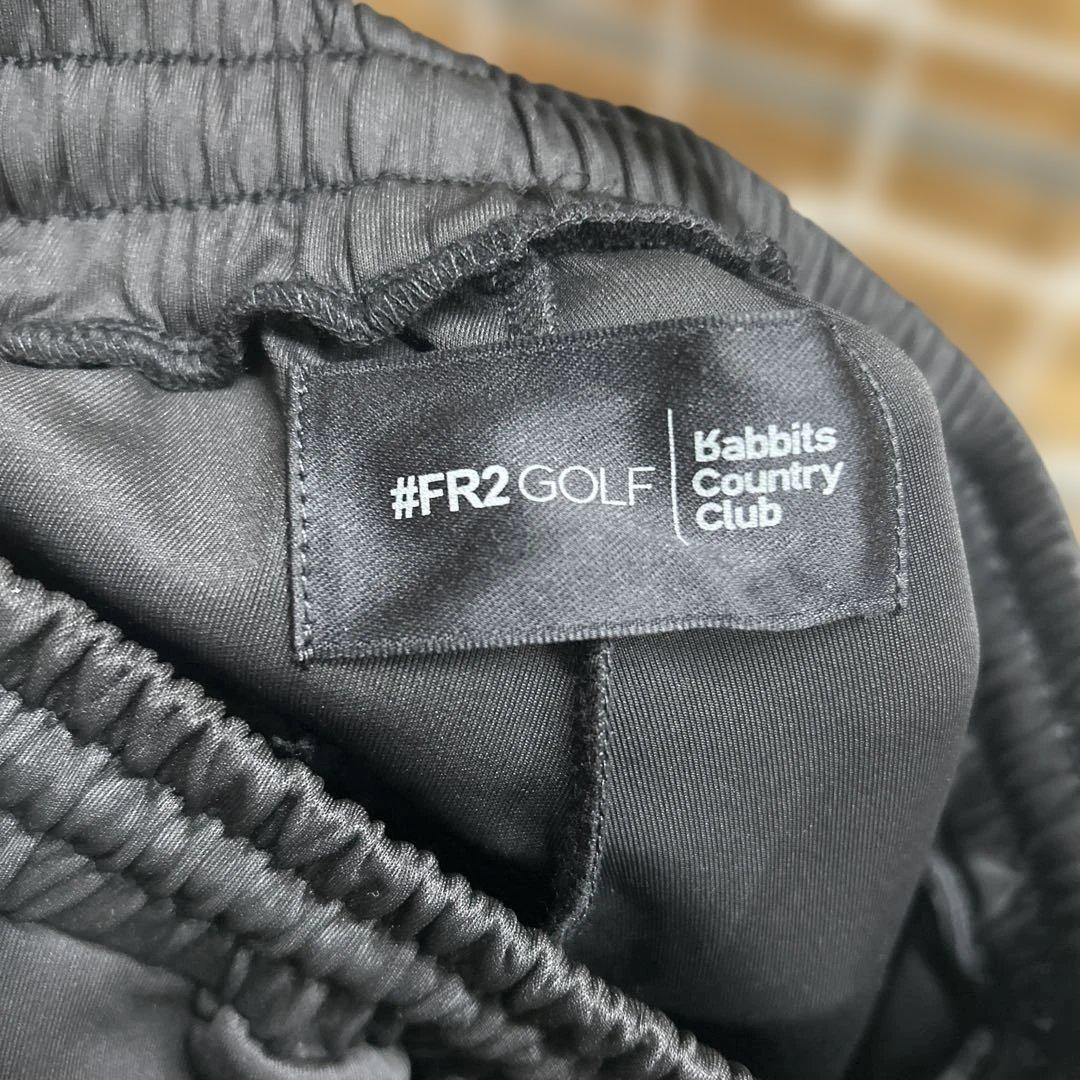 #FR2 GOLF
Rabbits
Country
Club